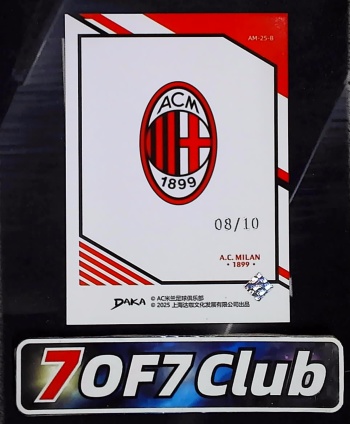 AM-25-8
ACM
1899
08/10
A.C. MILAN
• 1899 •
DAKA
© AC米兰足球俱乐部
© 2025 上海达咖文化发展有限公司出品
7OF7Club